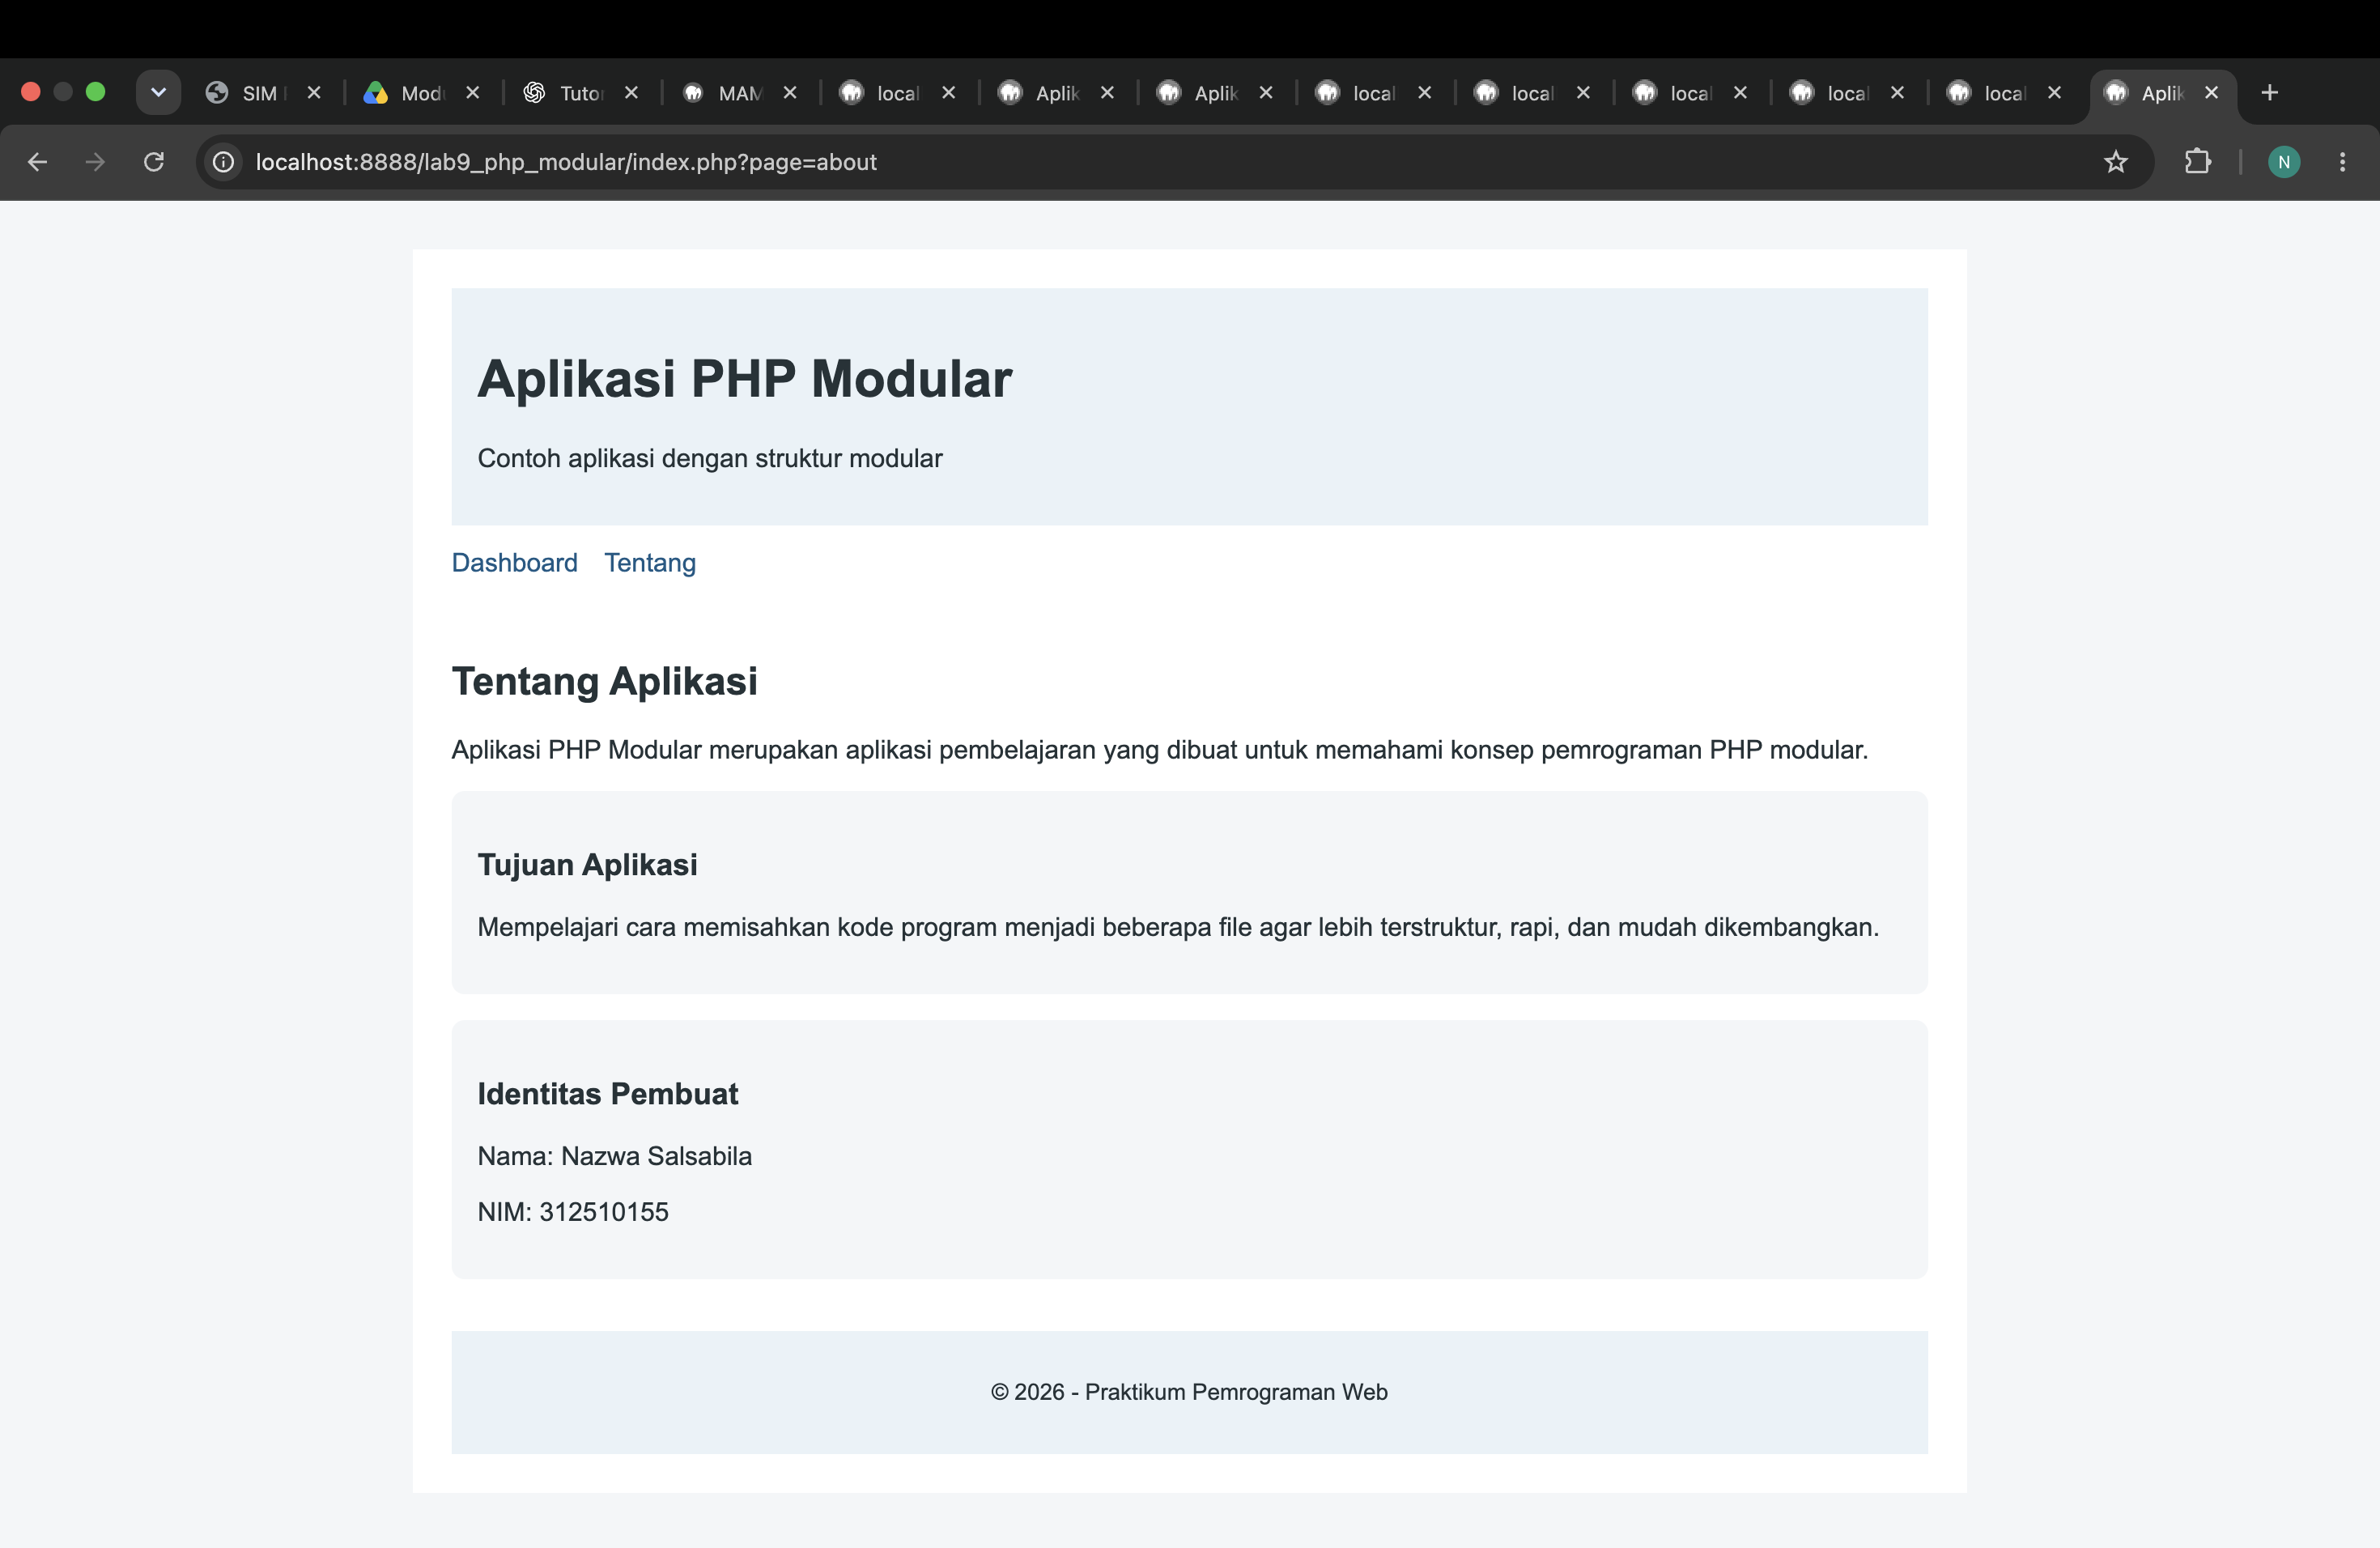 SIM
Modu
Tutor
MAM
local
Aplik
Aplik
local
local
local
local
local
Aplik
localhost:8888/lab9_php_modular/index.php?page=about
N
Aplikasi PHP Modular
Contoh aplikasi dengan struktur modular
Dashboard Tentang
Tentang Aplikasi
Aplikasi PHP Modular merupakan aplikasi pembelajaran yang dibuat untuk memahami konsep pemrograman PHP modular.
Tujuan Aplikasi
Mempelajari cara memisahkan kode program menjadi beberapa file agar lebih terstruktur, rapi, dan mudah dikembangkan.
Identitas Pembuat
Nama: Nazwa Salsabila
NIM: 312510155
© 2026 - Praktikum Pemrograman Web